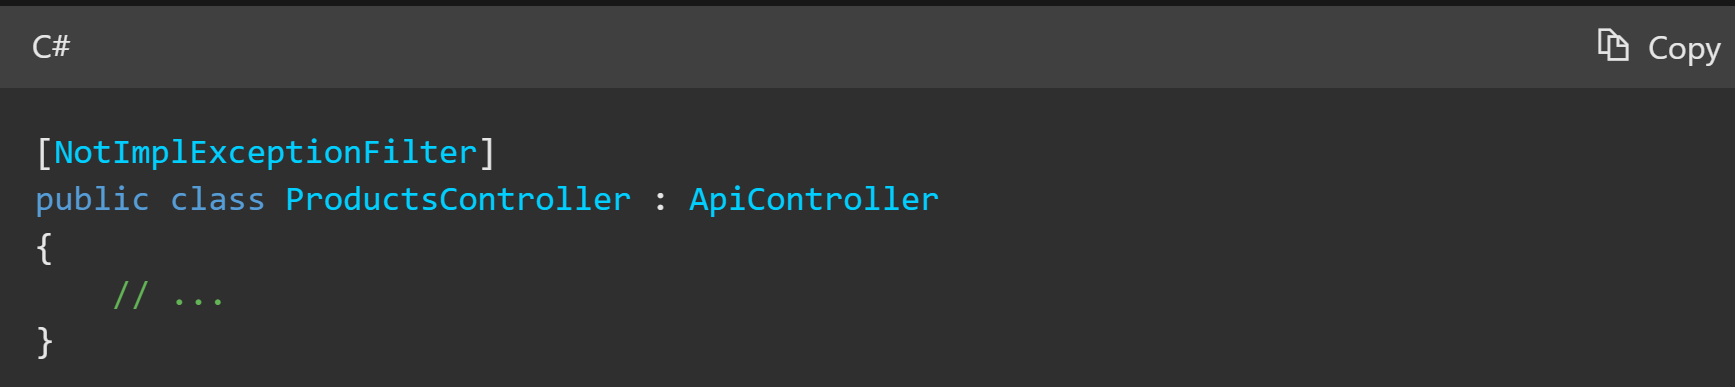 C#
Copy
[NotImplExceptionFilter]
public class ProductsController : ApiController
{
    // ...
}